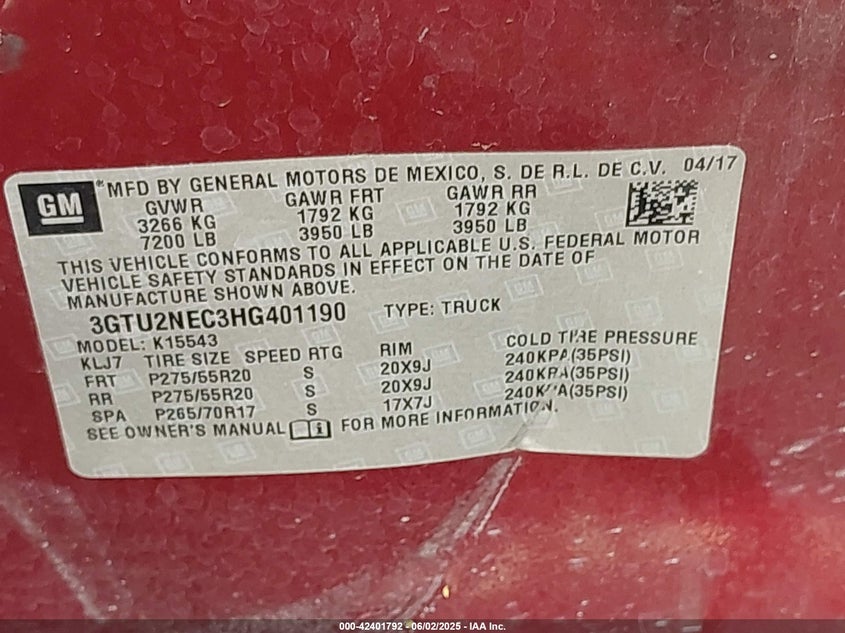 GM
*MFD BY GENERAL MOTORS DE MEXICO, S. DE R.L. DE C.V. 04/17
GVWR GAWR FRT GAWR RR
3266 KG 1792 KG 1792 KG
7200 LB 3950 LB 3950 LB
THIS VEHICLE CONFORMS TO ALL APPLICABLE U.S. FEDERAL MOTOR
VEHICLE SAFETY STANDARDS IN EFFECT ON THE DATE OF
MANUFACTURE SHOWN ABOVE.
3GTU2NEC3HG401190 TYPE: TRUCK
MODEL: K15543
KLJ7 TIRE SIZE SPEED RTG RIM COLD TIRE PRESSURE
FRT P275/55R20 S 20X9J 240KPA(35PSI)
RR P275/55R20 S 20X9J 240KPA(35PSI)
SPA P265/70R17 S 17X7J 240KPA(35PSI)
SEE OWNER'S MANUAL FOR MORE INFORMATION.
000-42401792 - 06/02/2025 - IAA Inc.